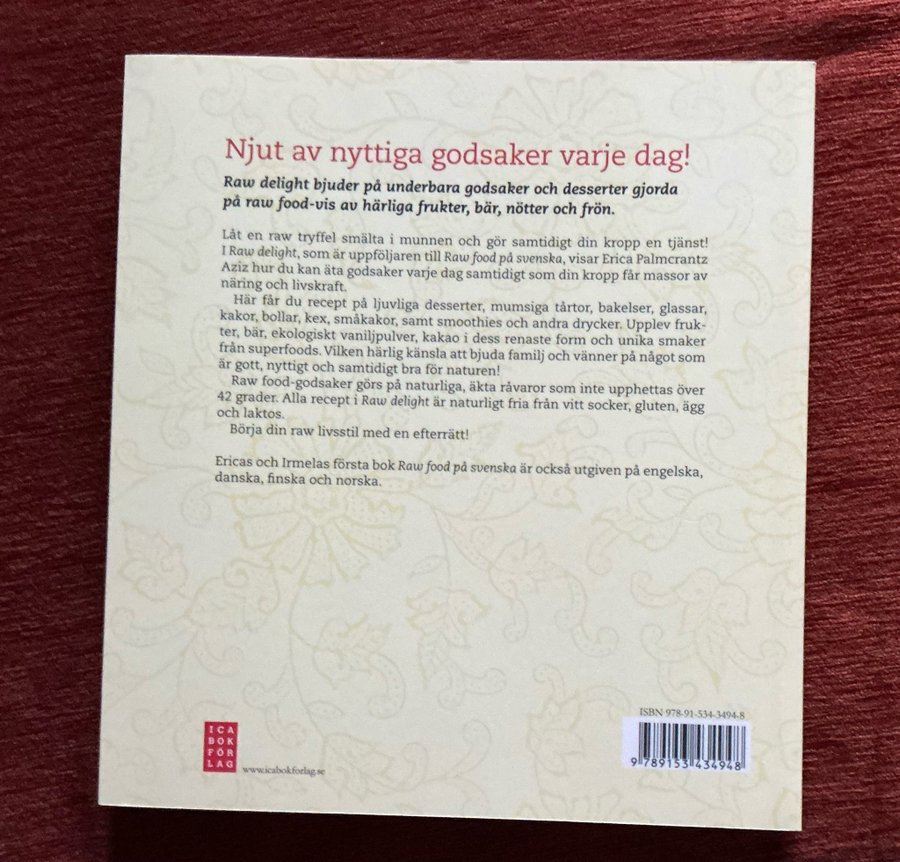 Njut av nyttiga godsaker varje dag!
Raw delight bjuder på underbara godsaker och desserter gjorda
på raw food-vis av härliga frukter, bär, nötter och frön.
Låt en raw tryffel smälta i munnen och gör samtidigt din kropp en tjänst!
I Raw delight, som är uppföljaren till Raw food på svenska, visar Erica Palmcrantz
Aziz hur du kan äta godsaker varje dag samtidigt som din kropp får massor av
näring och livskraft.
Här får du recept på ljuvliga desserter, mumsiga tårtor, bakelser, glassar,
kakor, bollar, kex, småkakor, samt smoothies och andra drycker. Upplev fruk-
ter, bär, ekologiskt vaniljpulver, kakao i dess renaste form och unika smaker
från superfoods. Vilken härlig känsla att bjuda familj och vänner på något som
är gott, nyttigt och samtidigt bra för naturen!
Raw food-godsaker görs på naturliga, äkta råvaror som inte upphettas över
42 grader. Alla recept i Raw delight är naturligt fria från vitt socker, gluten, ägg
och laktos.
Börja din raw livsstil med en efterrätt!
Ericas och Irmelas första bok Raw food på svenska är också utgiven på engelska,
danska, finska och norska.
ICA
BOK
FÖR
LAG
www.icabokforlag.se
ISBN 978-91-534-3494-8
9 789153 434948